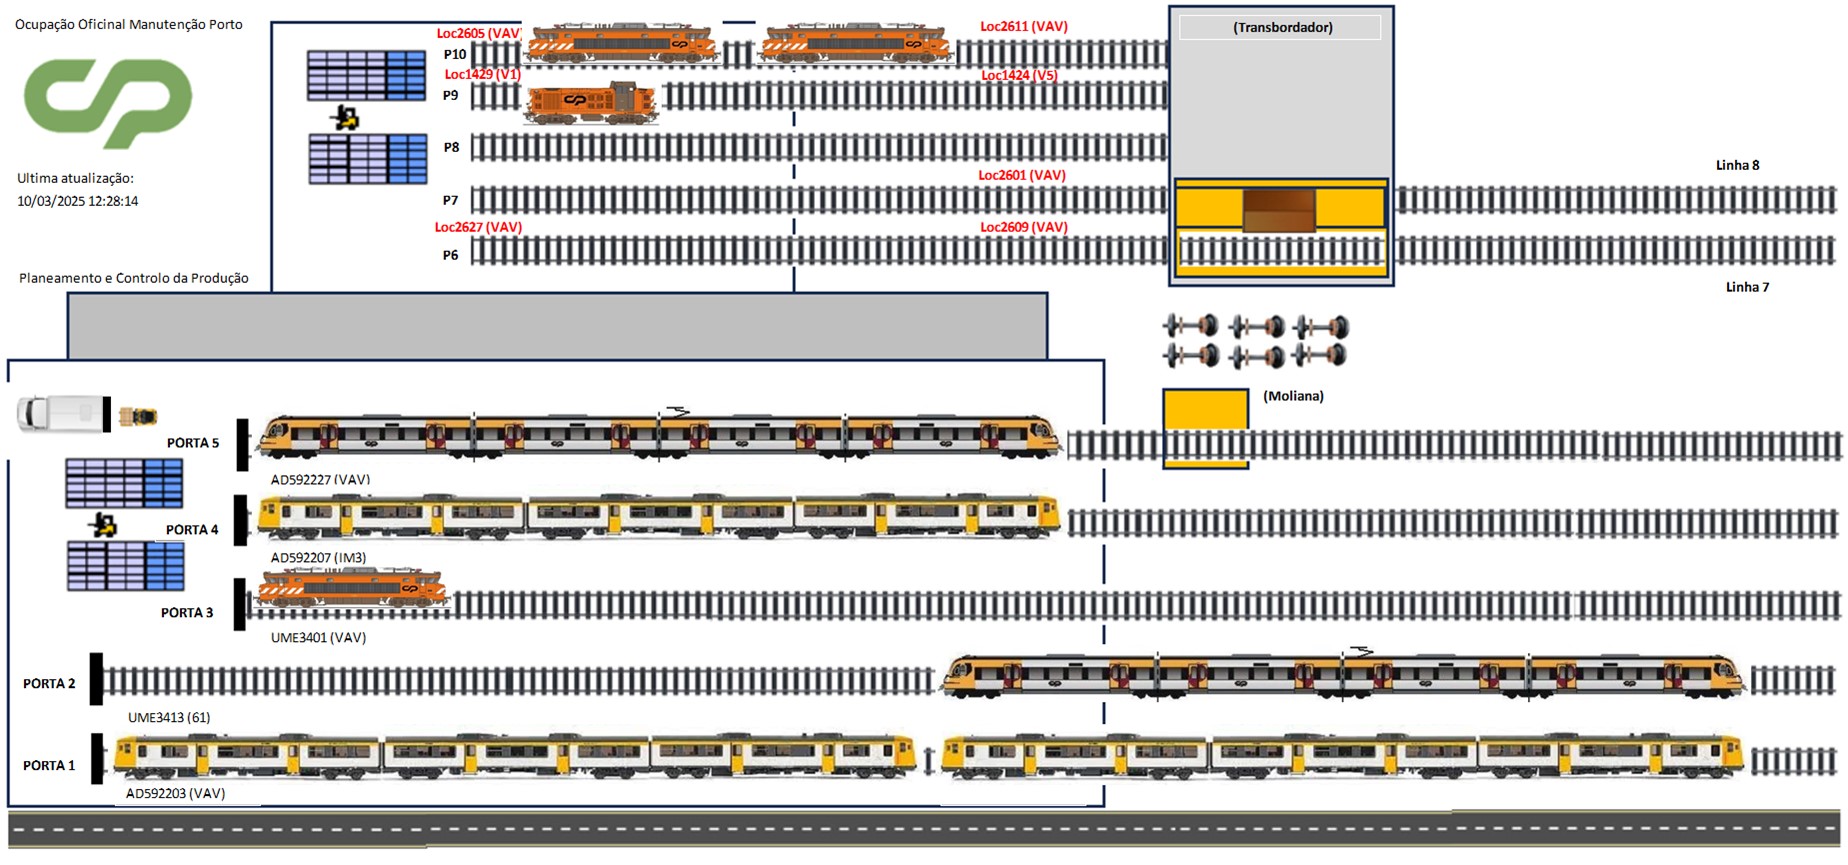 Ocupação Oficinal Manutenção Porto
Ultima atualização:
10/03/2025 12:28:14
Planeamento e Controlo da Produção
Loc2605 (VAV)
Loc2611 (VAV)
P10
Loc1429 (V1)
Loc1424 (V5)
P9
P8
Loc2601 (VAV)
P7
Loc2627 (VAV)
Loc2609 (VAV)
P6
(Transbordador)
Linha 8
Linha 7
(Moliana)
PORTA 5
AD592227 (VAV)
PORTA 4
AD592207 (IM3)
PORTA 3
UME3401 (VAV)
PORTA 2
UME3413 (61)
PORTA 1
AD592203 (VAV)